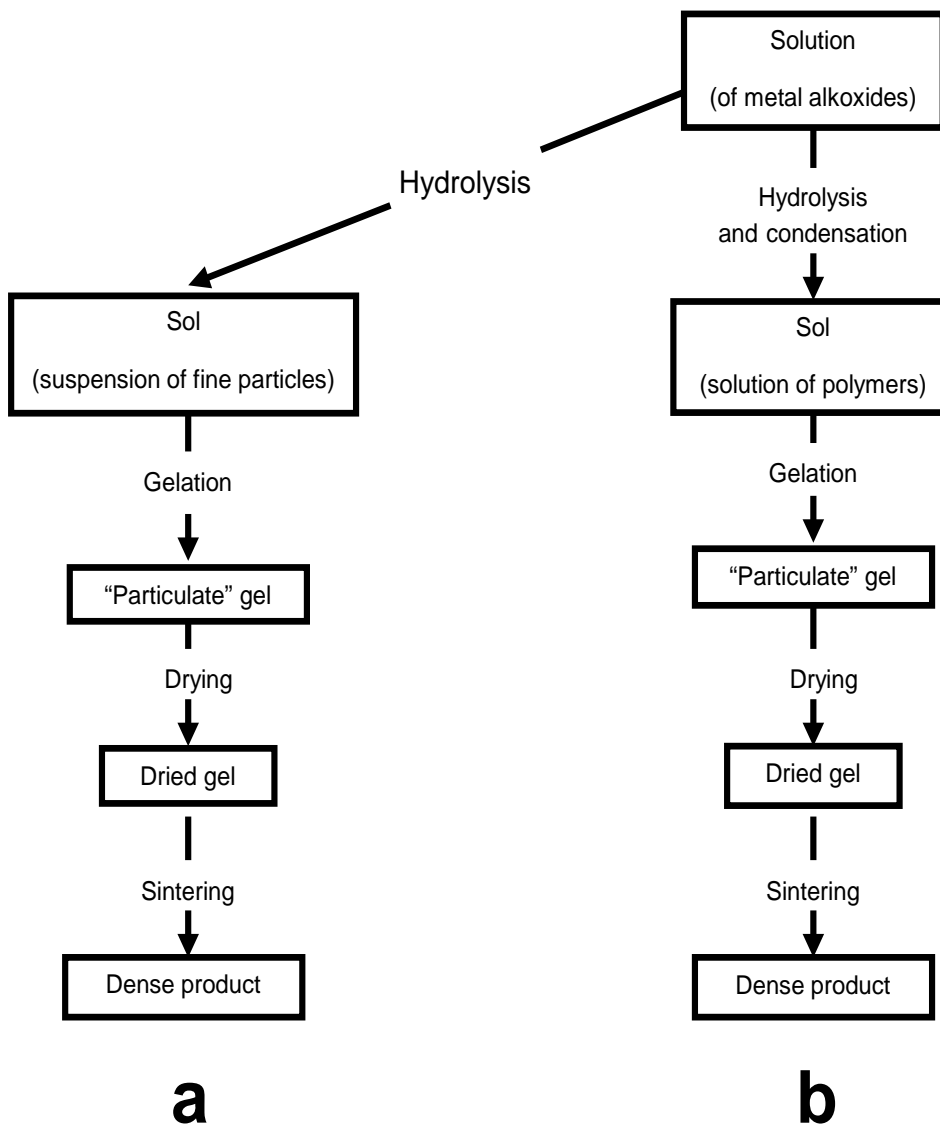 Solution
(of metal alkoxides)
Hydrolysis
Hydrolysis
and condensation
Sol
(suspension of fine particles)
Gelation
“Particulate” gel
Drying
Dried gel
Sintering
Dense product
a
Sol
(solution of polymers)
Gelation
“Particulate” gel
Drying
Dried gel
Sintering
Dense product
b